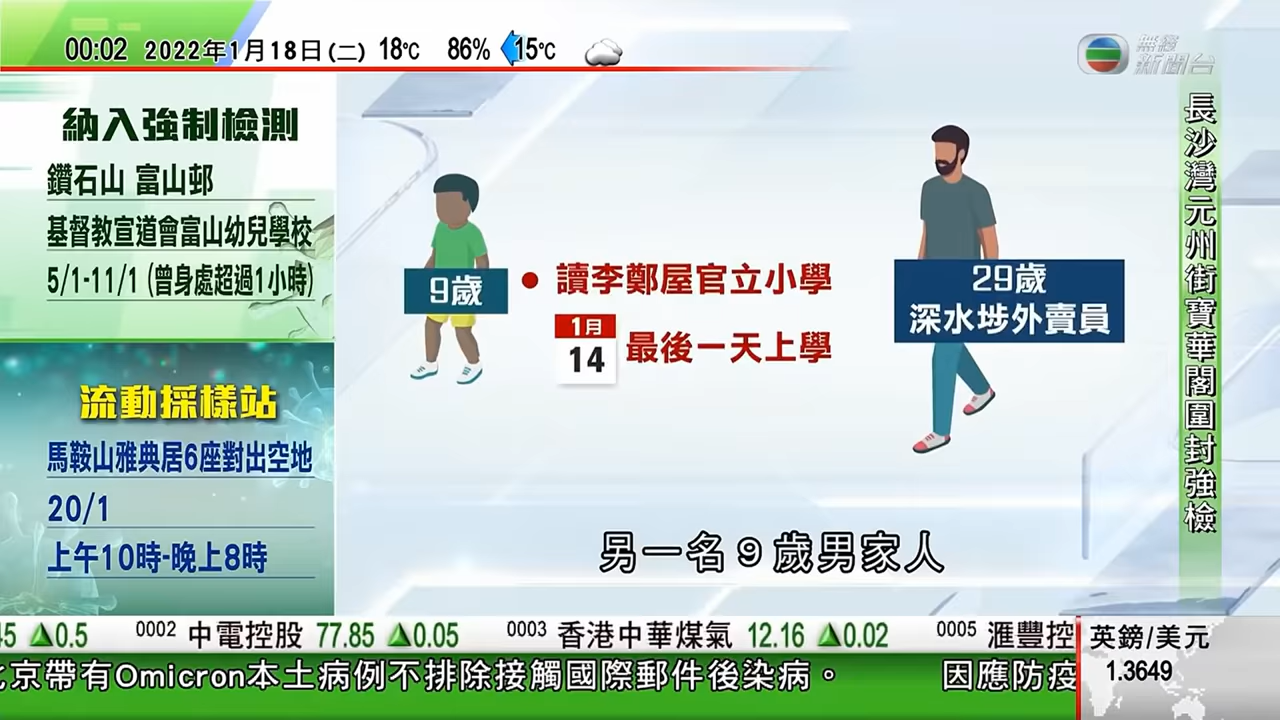 00:02 2022年1月18日(二) 18℃ 86% 15℃
無綫
新聞台
納入強制檢測
鑽石山 富山邨
基督教宣道會富山幼兒學校
5/1-11/1 (曾身處超過1小時)
流動採樣站
馬鞍山雅典居6座對出空地
20/1
上午10時-晚上8時
9歲
讀李鄭屋官立小學
1月
14
最後一天上學
29歲
深水埗外賣員
長沙灣元州街寶華閣圍封強檢
另一名9歲男家人
45 ▲0.5 0002 中電控股 77.85 ▲0.05 0003 香港中華煤氣 12.16 ▲0.02 0005 滙豐控
英鎊/美元
1.3649
北京帶有Omicron本土病例不排除接觸國際郵件後染病。 因應防疫